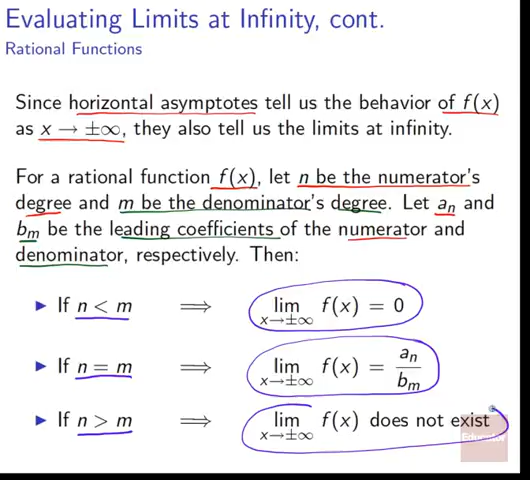 Evaluating Limits at Infinity, cont.
Rational Functions
Since horizontal asymptotes tell us the behavior of f(x)
as x → ±∞, they also tell us the limits at infinity.
For a rational function f(x), let n be the numerator's
degree and m be the denominator's degree. Let aₙ and
bₘ be the leading coefficients of the numerator and
denominator, respectively. Then:
▶ If n < m ⟹ lim x→±∞ f(x) = 0
▶ If n = m ⟹ lim x→±∞ f(x) = aₙ/bₘ
▶ If n > m ⟹ lim x→±∞ f(x) does not exist